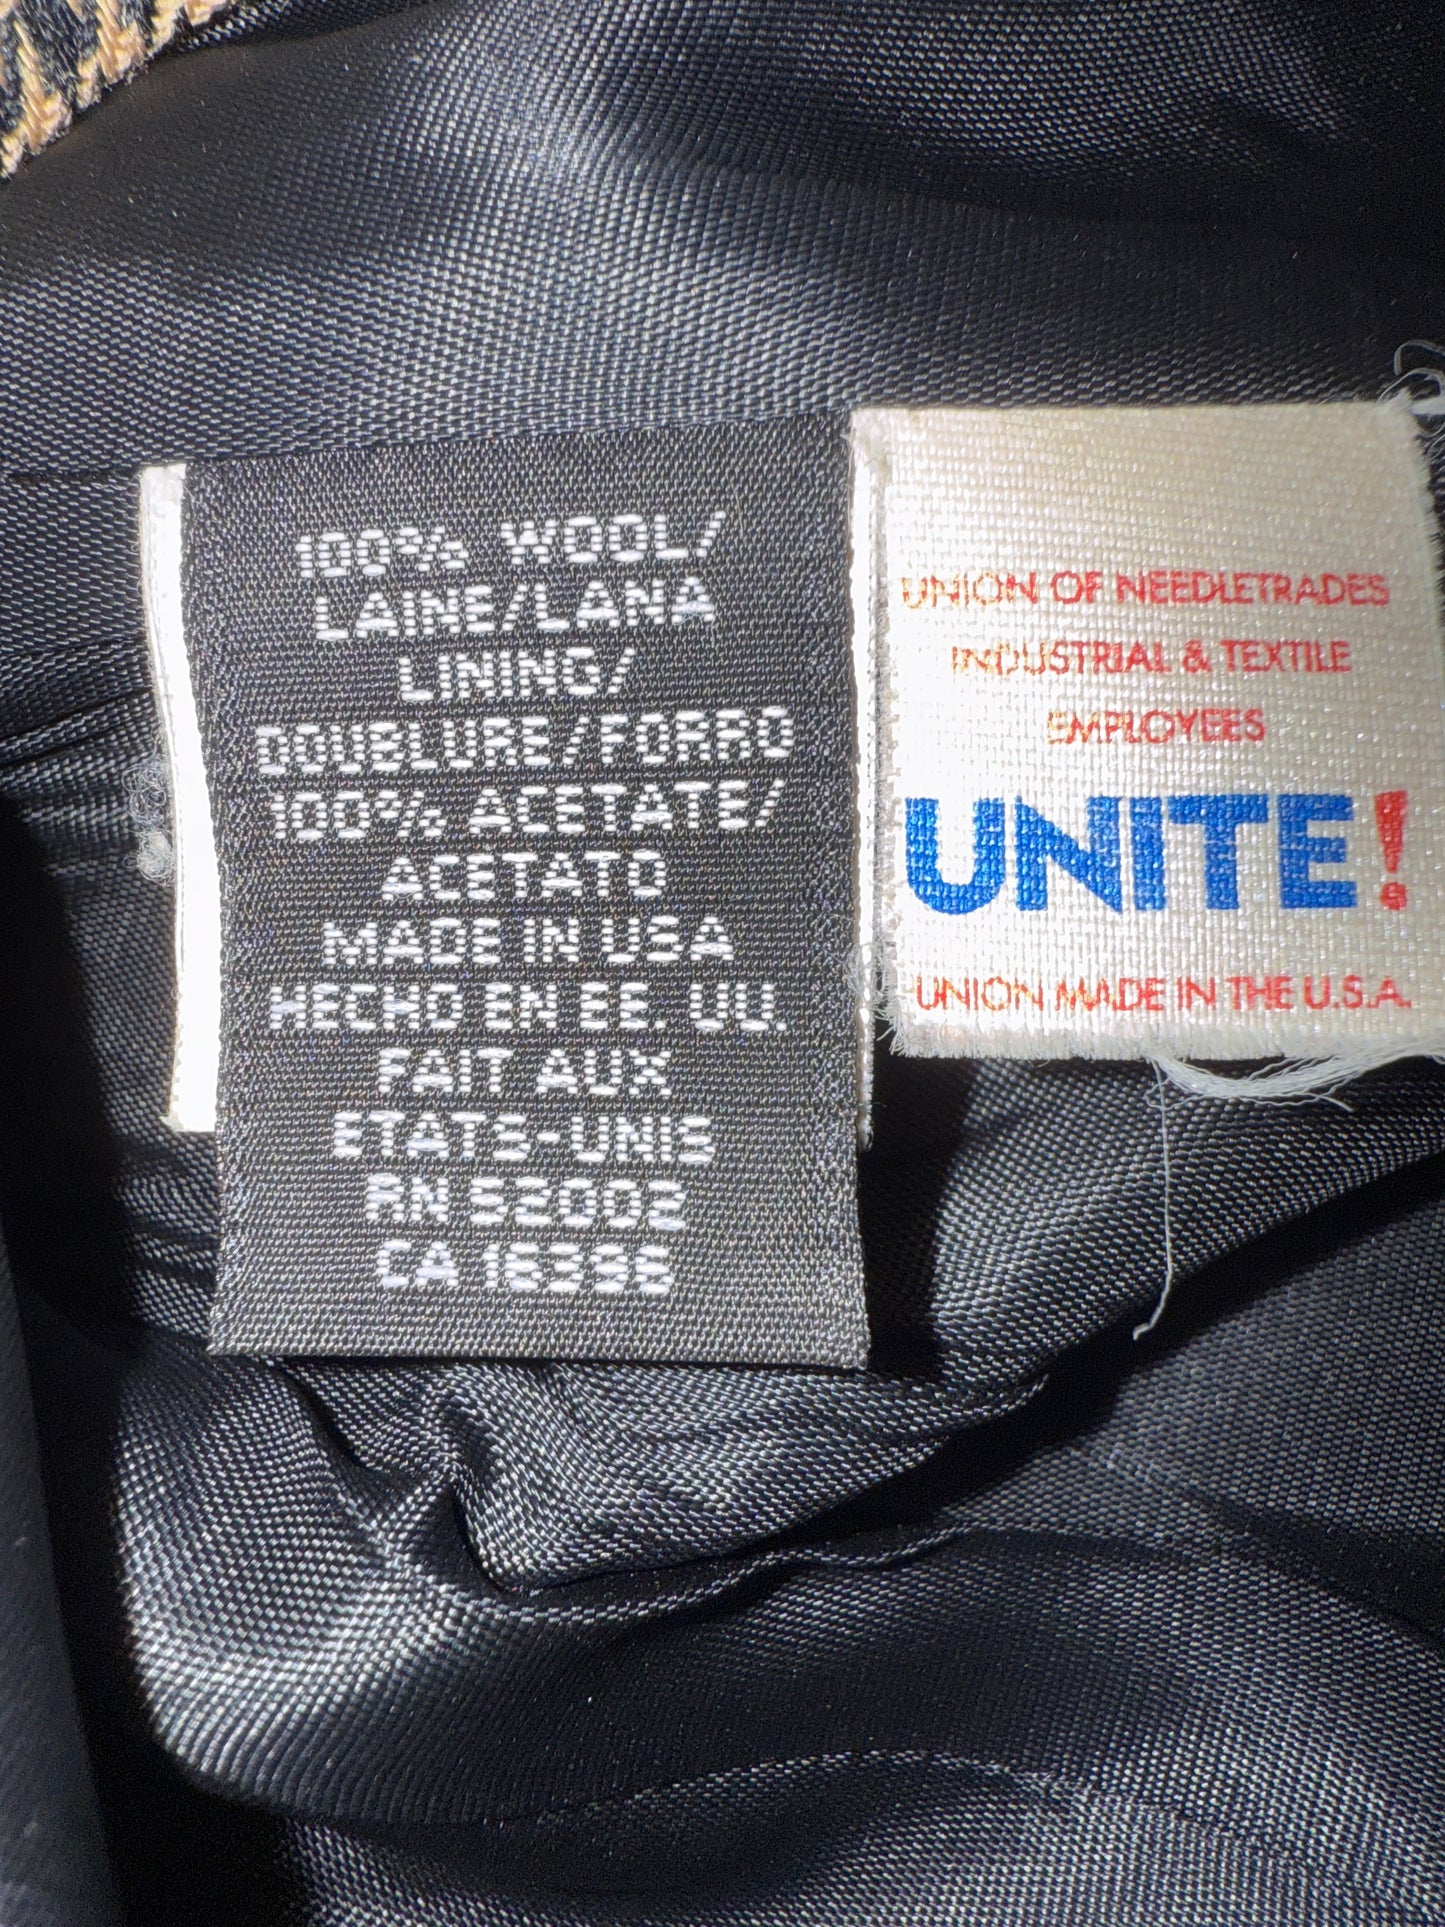 100% WOOL/
LAINE/LANA
LINING/
DOUBLURE/FORRO
100% ACETATE/
ACETATO
MADE IN USA
HECHO EN EE. UU.
FAIT AUX
ETATS-UNIS
RN 52002
CA 15396
UNION OF NEEDLETRADES
INDUSTRIAL & TEXTILE
EMPLOYEES
UNITE!
UNION MADE IN THE U.S.A.